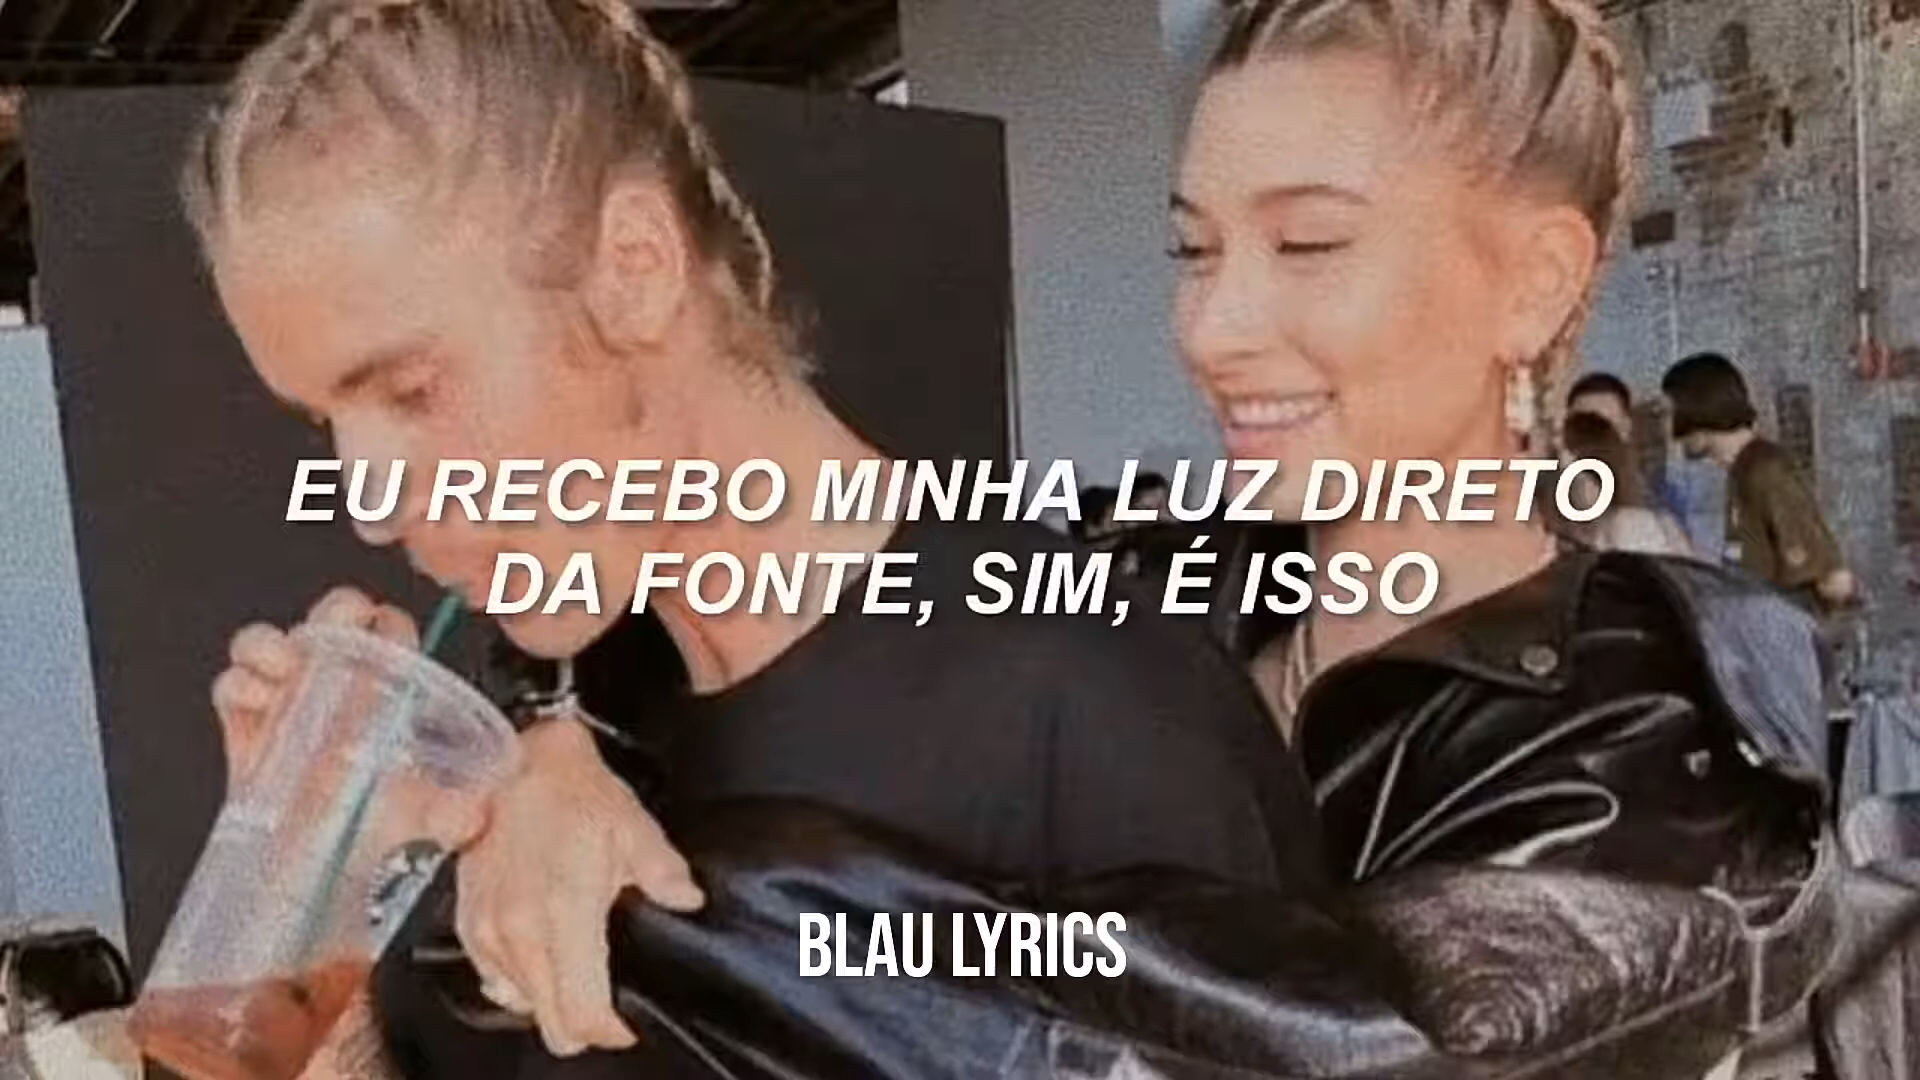 EU RECEBO MINHA LUZ DIRETO
DA FONTE, SIM, É ISSO
BLAU LYRICS